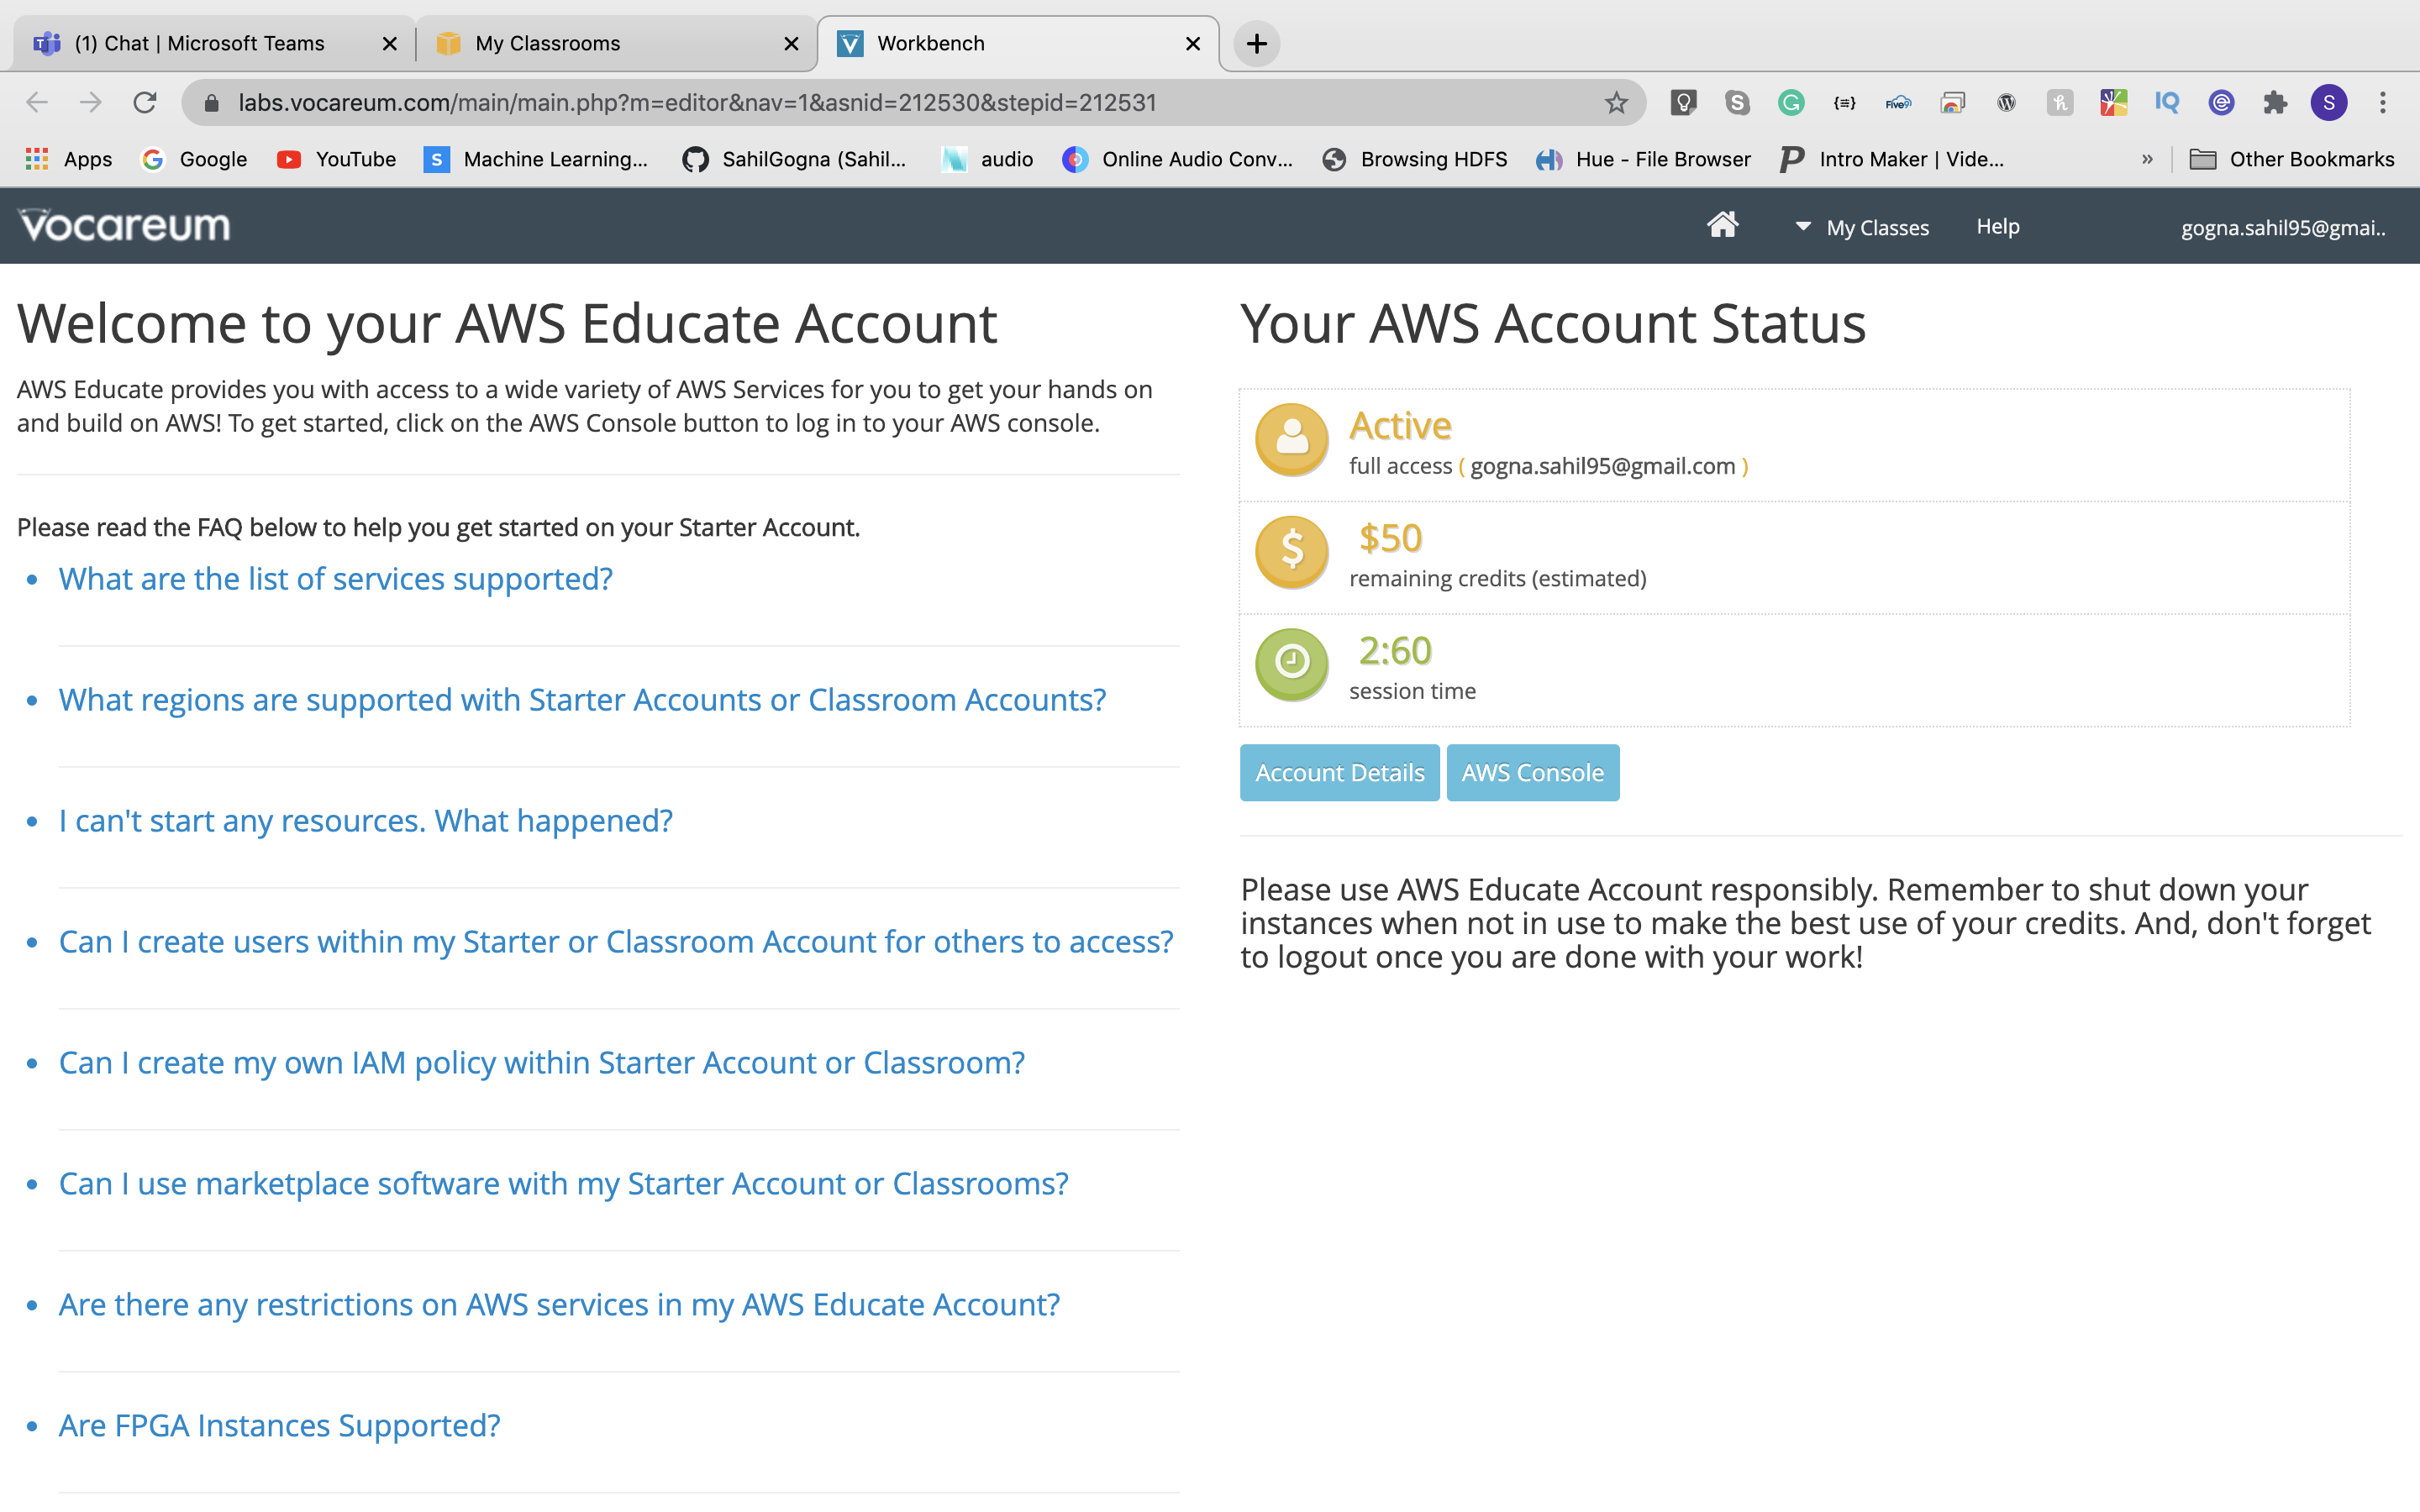 (1) Chat | Microsoft Teams
My Classrooms
Workbench
labs.vocareum.com/main/main.php?m=editor&nav=1&asnid=212530&stepid=212531
S
G
{=}
Five9
IQ
S
Apps
Google
YouTube
S
Machine Learning...
SahilGogna (Sahil...
audio
Online Audio Conv...
Browsing HDFS
Hue - File Browser
Intro Maker | Vide...
»
Other Bookmarks
vocareum
My Classes
Help
gogna.sahil95@gmai..
Welcome to your AWS Educate Account
AWS Educate provides you with access to a wide variety of AWS Services for you to get your hands on
and build on AWS! To get started, click on the AWS Console button to log in to your AWS console.
Please read the FAQ below to help you get started on your Starter Account.
• What are the list of services supported?
• What regions are supported with Starter Accounts or Classroom Accounts?
• I can't start any resources. What happened?
• Can I create users within my Starter or Classroom Account for others to access?
• Can I create my own IAM policy within Starter Account or Classroom?
• Can I use marketplace software with my Starter Account or Classrooms?
• Are there any restrictions on AWS services in my AWS Educate Account?
• Are FPGA Instances Supported?
Your AWS Account Status
Active
full access ( gogna.sahil95@gmail.com )
$
$50
remaining credits (estimated)
2:60
session time
Account Details
AWS Console
Please use AWS Educate Account responsibly. Remember to shut down your
instances when not in use to make the best use of your credits. And, don't forget
to logout once you are done with your work!